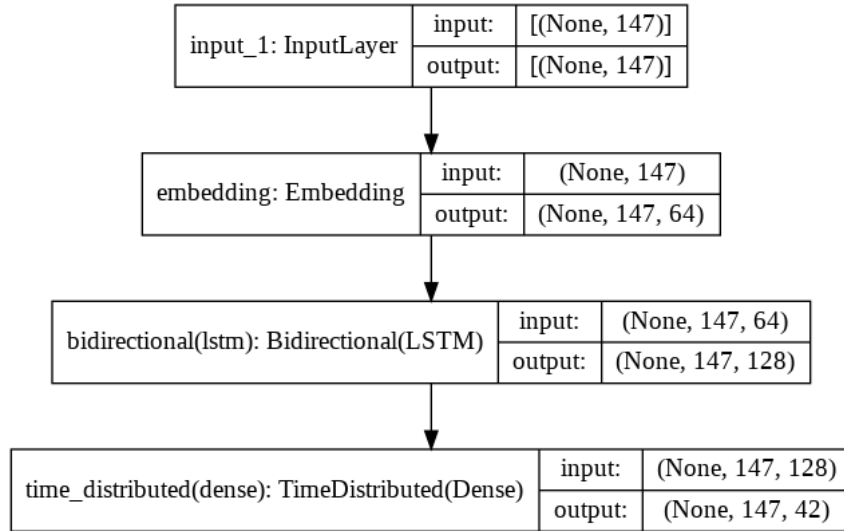 input_1: InputLayer
input: [(None, 147)]
output: [(None, 147)]
embedding: Embedding
input: (None, 147)
output: (None, 147, 64)
bidirectional(lstm): Bidirectional(LSTM)
input: (None, 147, 64)
output: (None, 147, 128)
time_distributed(dense): TimeDistributed(Dense)
input: (None, 147, 128)
output: (None, 147, 42)